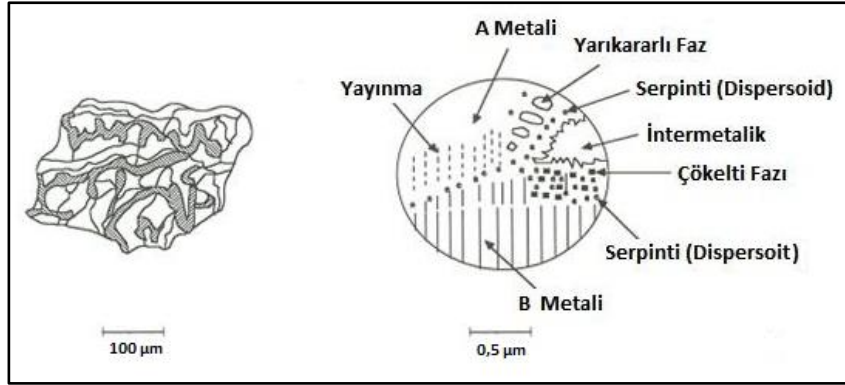 A Metali
Yarıkararlı Faz
Yayınma
Serpinti (Dispersoid)
İntermetalik
Çökelti Fazı
Serpinti (Dispersoit)
B Metali
100 µm
0,5 µm